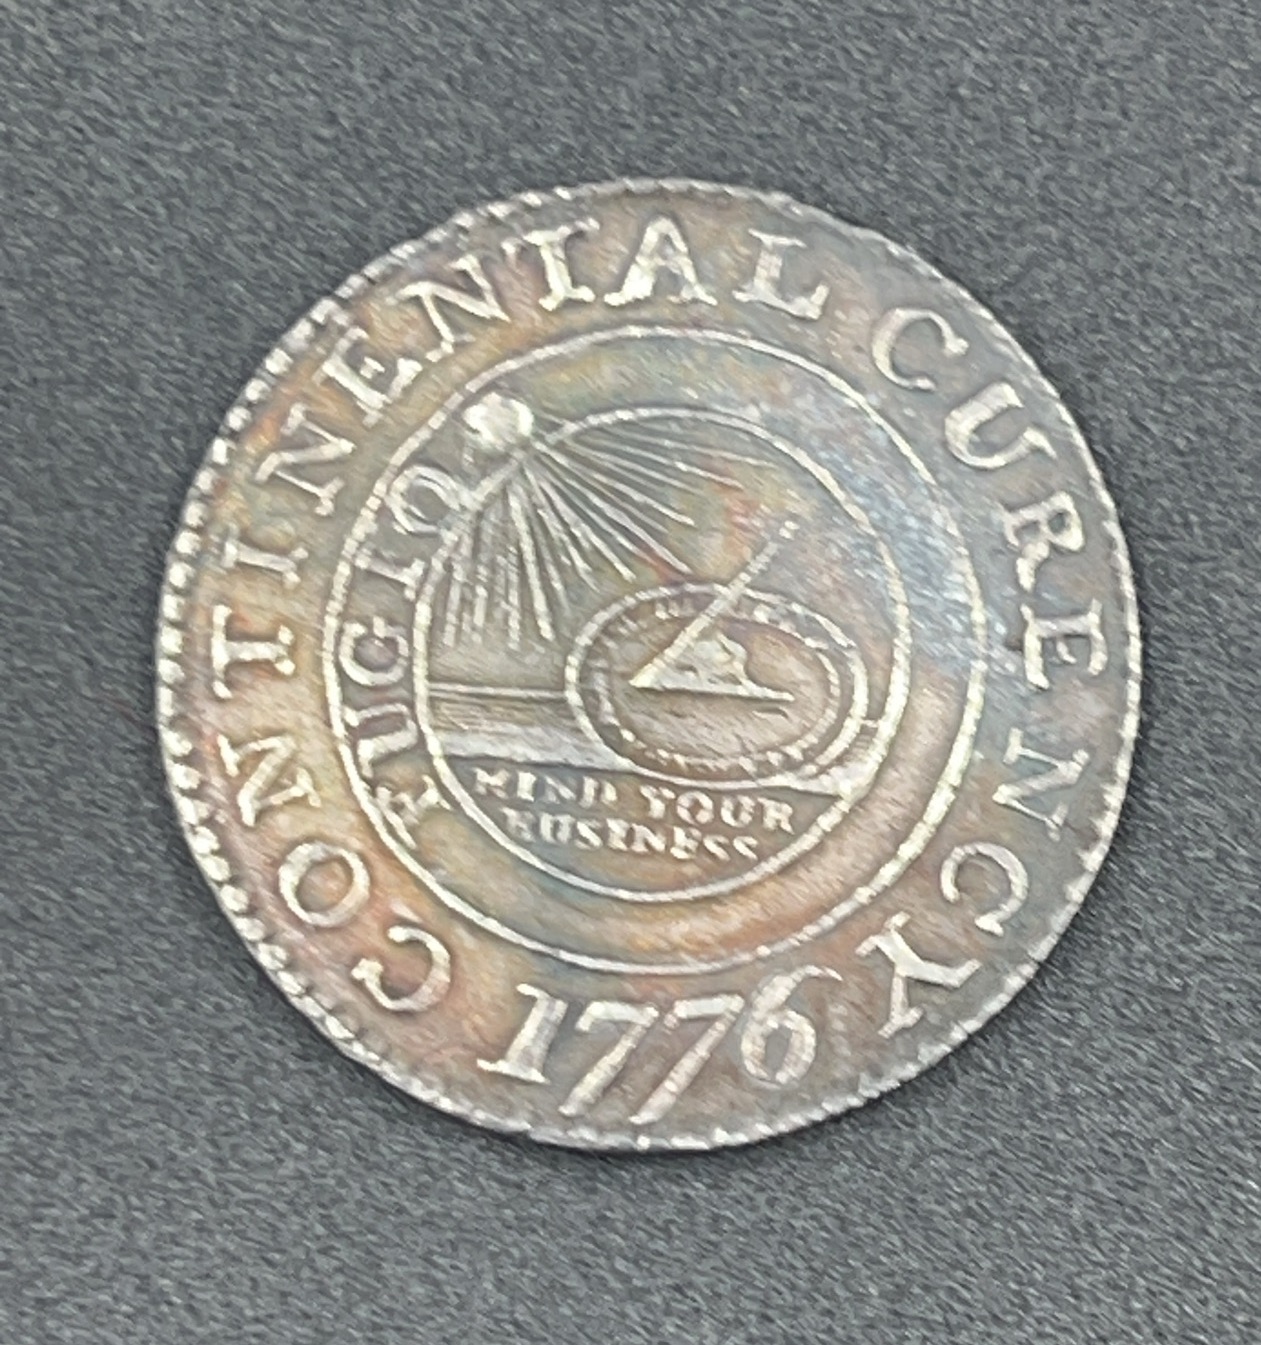 CONTINENTAL CURENCY
1776
FUGIO
MIND YOUR
BUSINESS